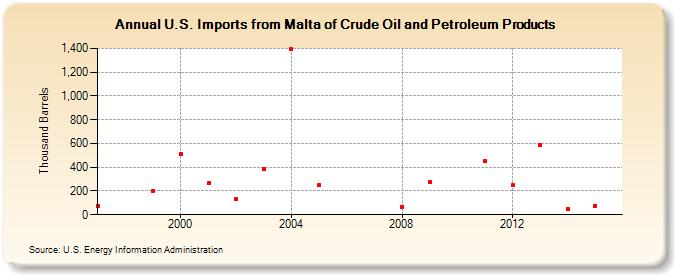 Annual U.S. Imports from Malta of Crude Oil and Petroleum Products
Thousand Barrels
1,400
1,200
1,000
800
600
400
200
0
2000 2004 2008 2012
Source: U.S. Energy Information Administration